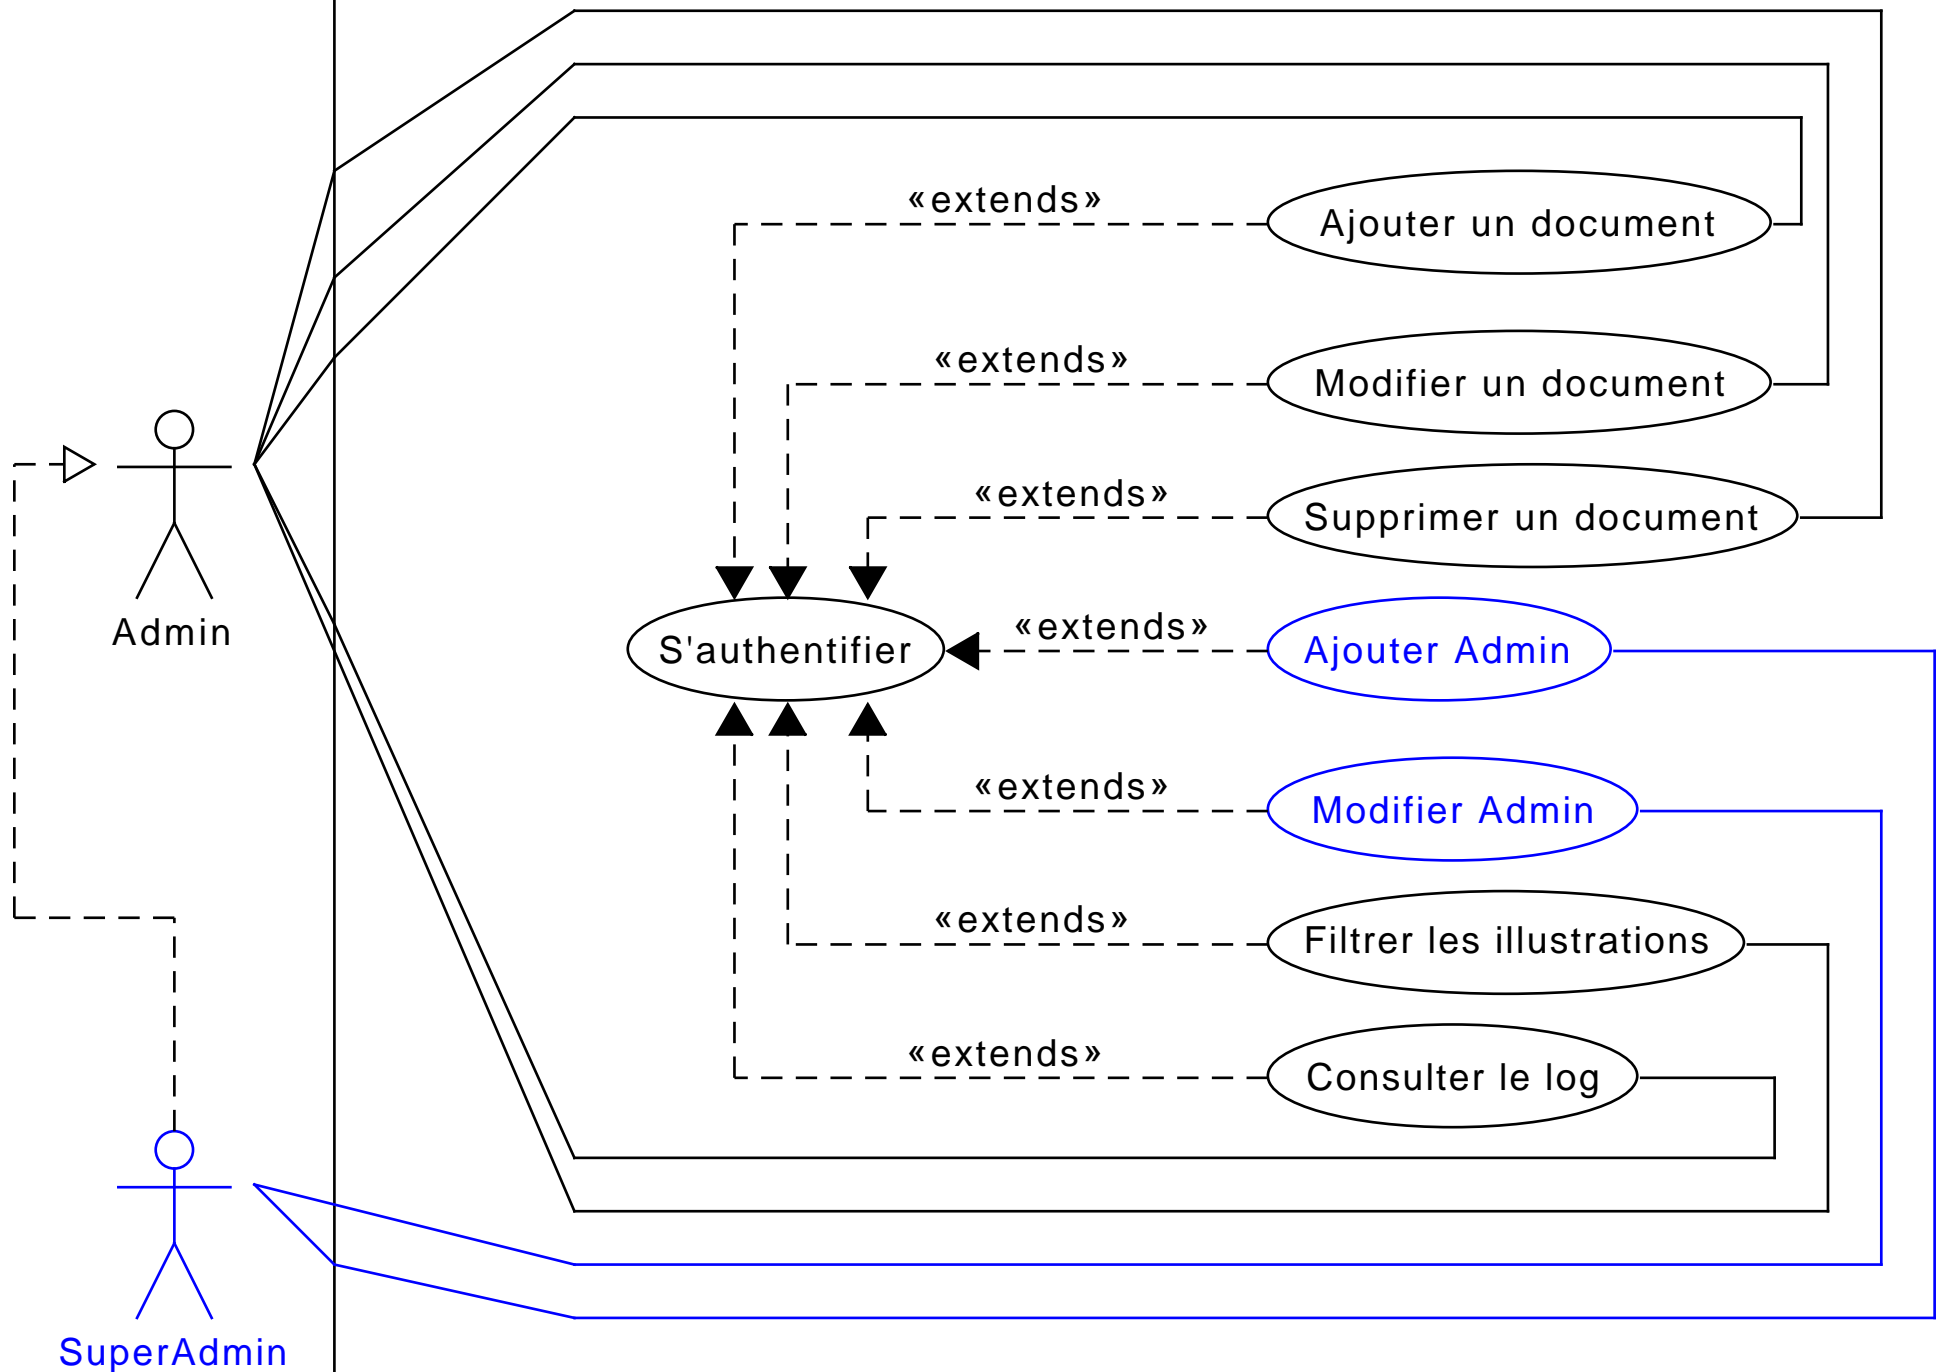 «extends»
Ajouter un document
«extends»
Modifier un document
«extends»
Supprimer un document
Admin
S'authentifier
«extends»
Ajouter Admin
«extends»
Modifier Admin
«extends»
Filtrer les illustrations
«extends»
Consulter le log
SuperAdmin